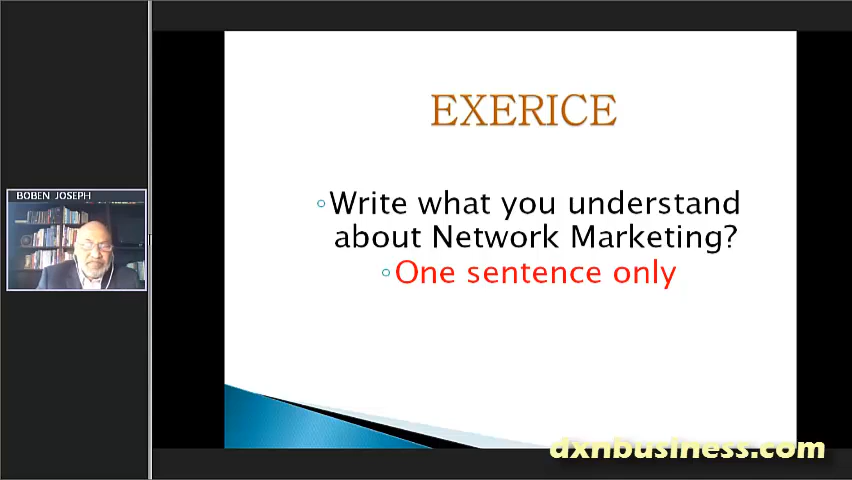 BOBEN JOSEPH
EXERICE
Write what you understand
about Network Marketing?
One sentence only
dxnbusiness.com